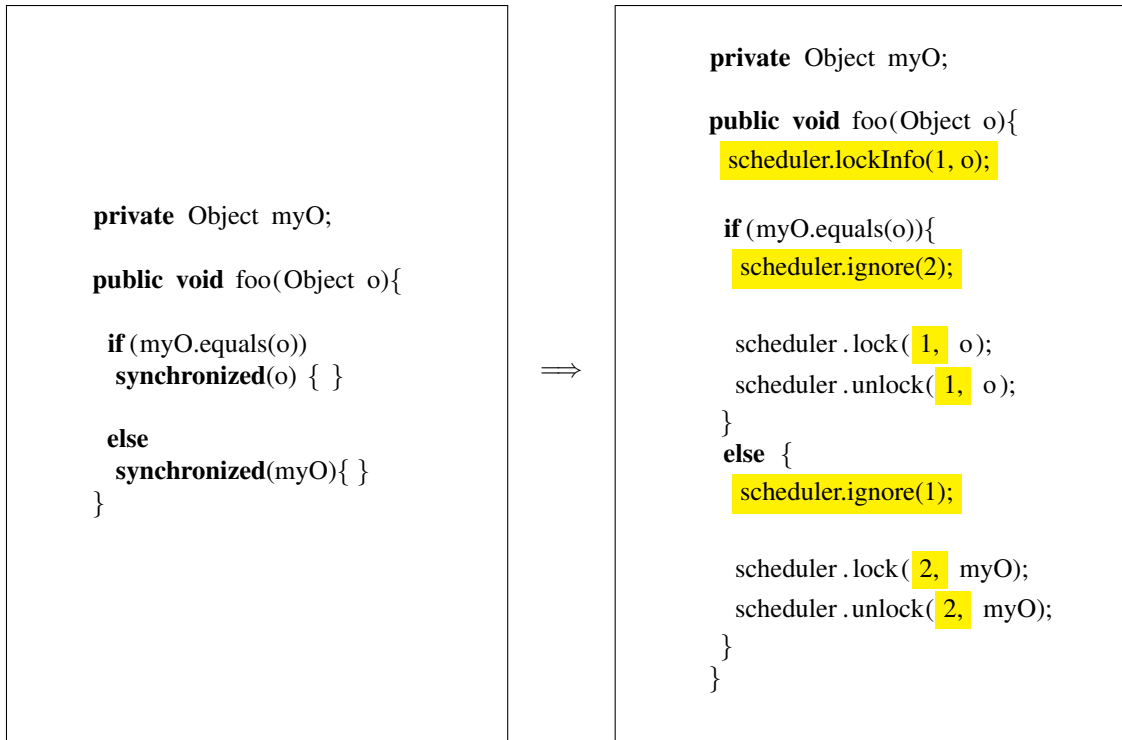 private Object myO;
public void foo(Object o){
if (myO.equals(o))
synchronized(o) { }
else
synchronized(myO){ }
}
⟹
private Object myO;
public void foo(Object o){
scheduler.lockInfo(1, o);
if (myO.equals(o)){
scheduler.ignore(2);
scheduler.lock( 1, o);
scheduler.unlock( 1, o);
}
else {
scheduler.ignore(1);
scheduler.lock( 2, myO);
scheduler.unlock( 2, myO);
}
}